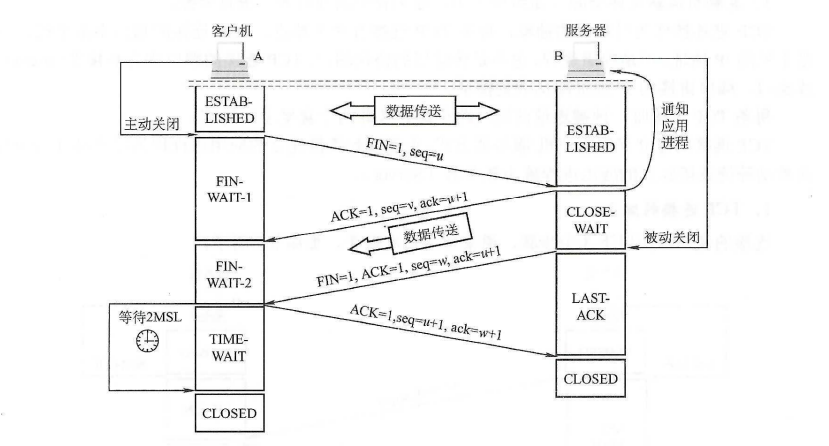 客户机
服务器
A
B
ESTAB-
LISHED
数据传送
主动关闭
FIN=1, seq=u
ESTAB-
LISHED
通知
应用
进程
FIN-
WAIT-1
ACK=1, seq=v, ack=u+1
CLOSE-
WAIT
数据传送
被动关闭
FIN-
WAIT-2
FIN=1, ACK=1, seq=w, ack=u+1
LAST-
ACK
等待2MSL
ACK=1,seq=u+1, ack=w+1
TIME-
WAIT
CLOSED
CLOSED